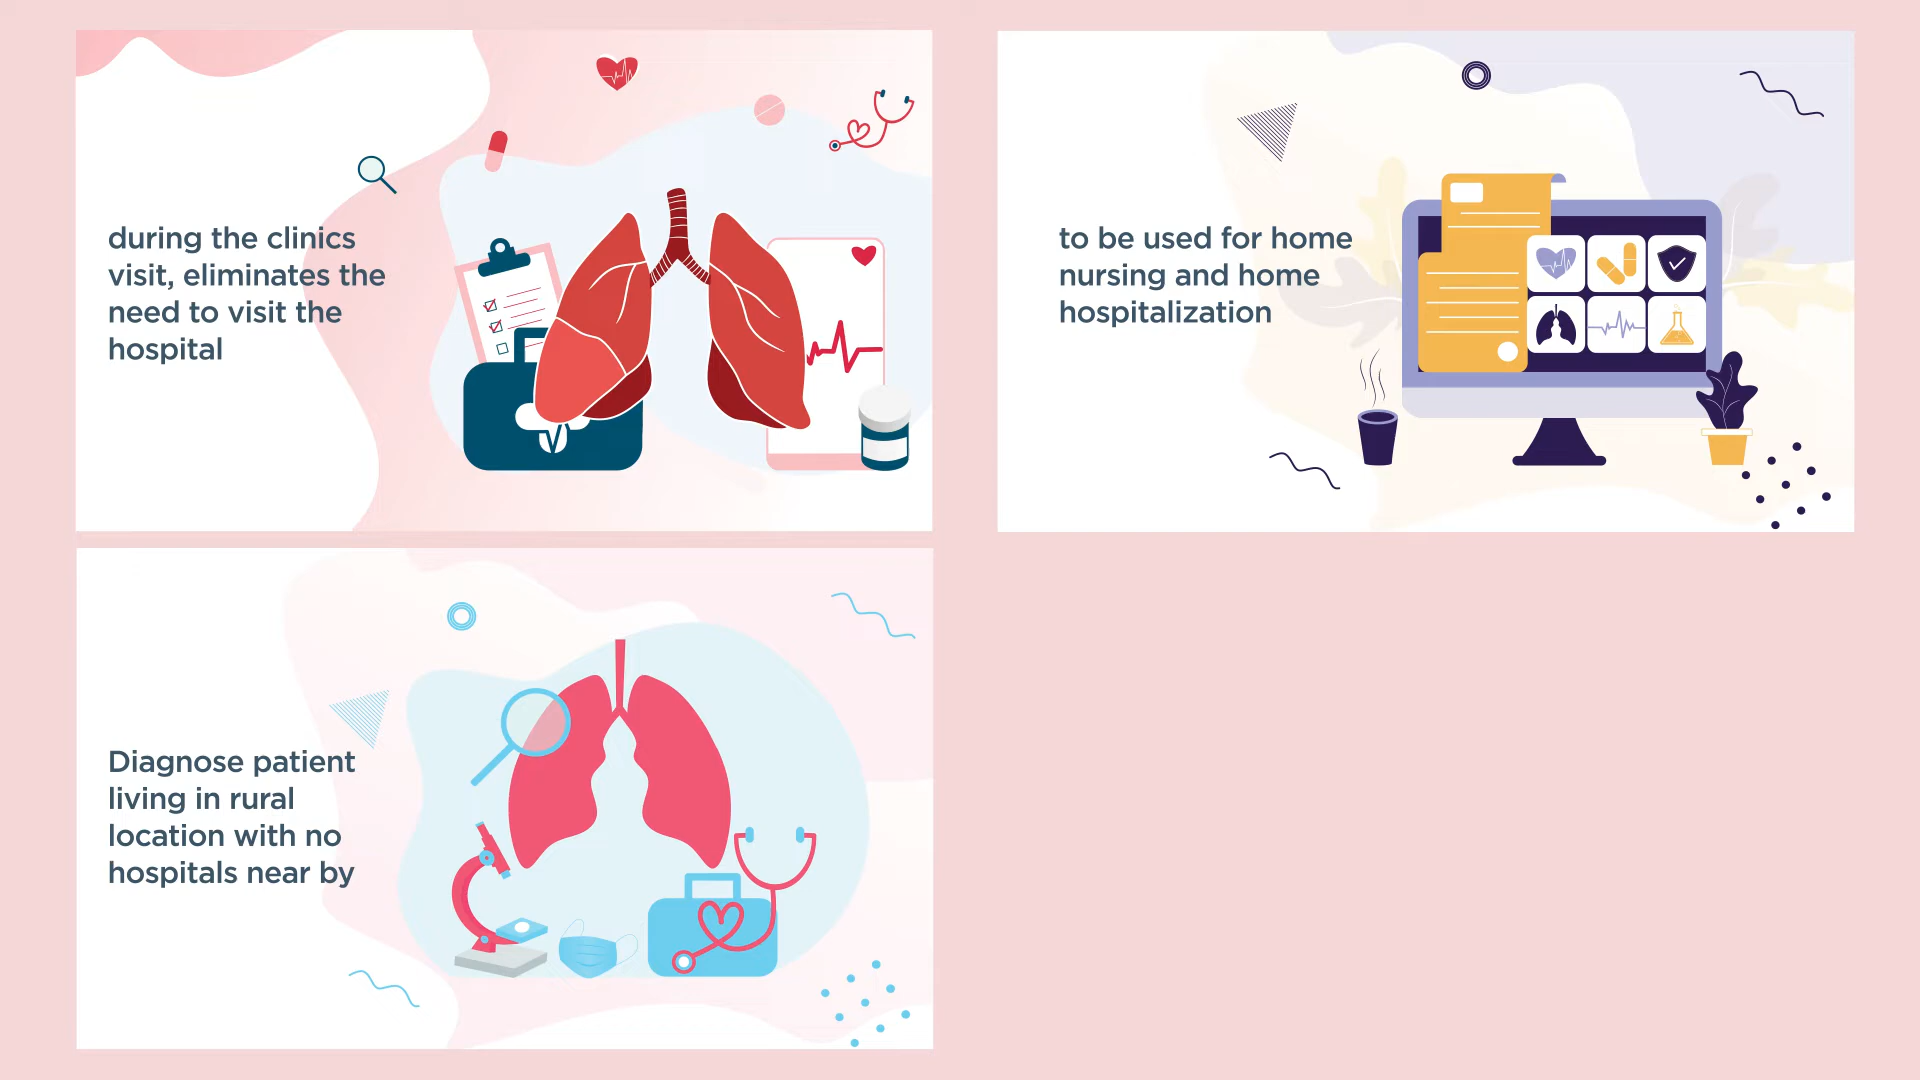 during the clinics
visit, eliminates the
need to visit the
hospital
to be used for home
nursing and home
hospitalization
Diagnose patient
living in rural
location with no
hospitals near by